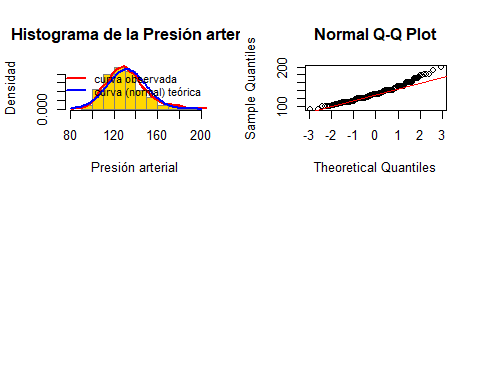 Histograma de la Presión arter
Densidad
0.000
curva observada
curva (normal) teórica
80 120 160 200
Presión arterial
Normal Q-Q Plot
Sample Quantiles
100 200
-3 -2 -1 0 1 2 3
Theoretical Quantiles